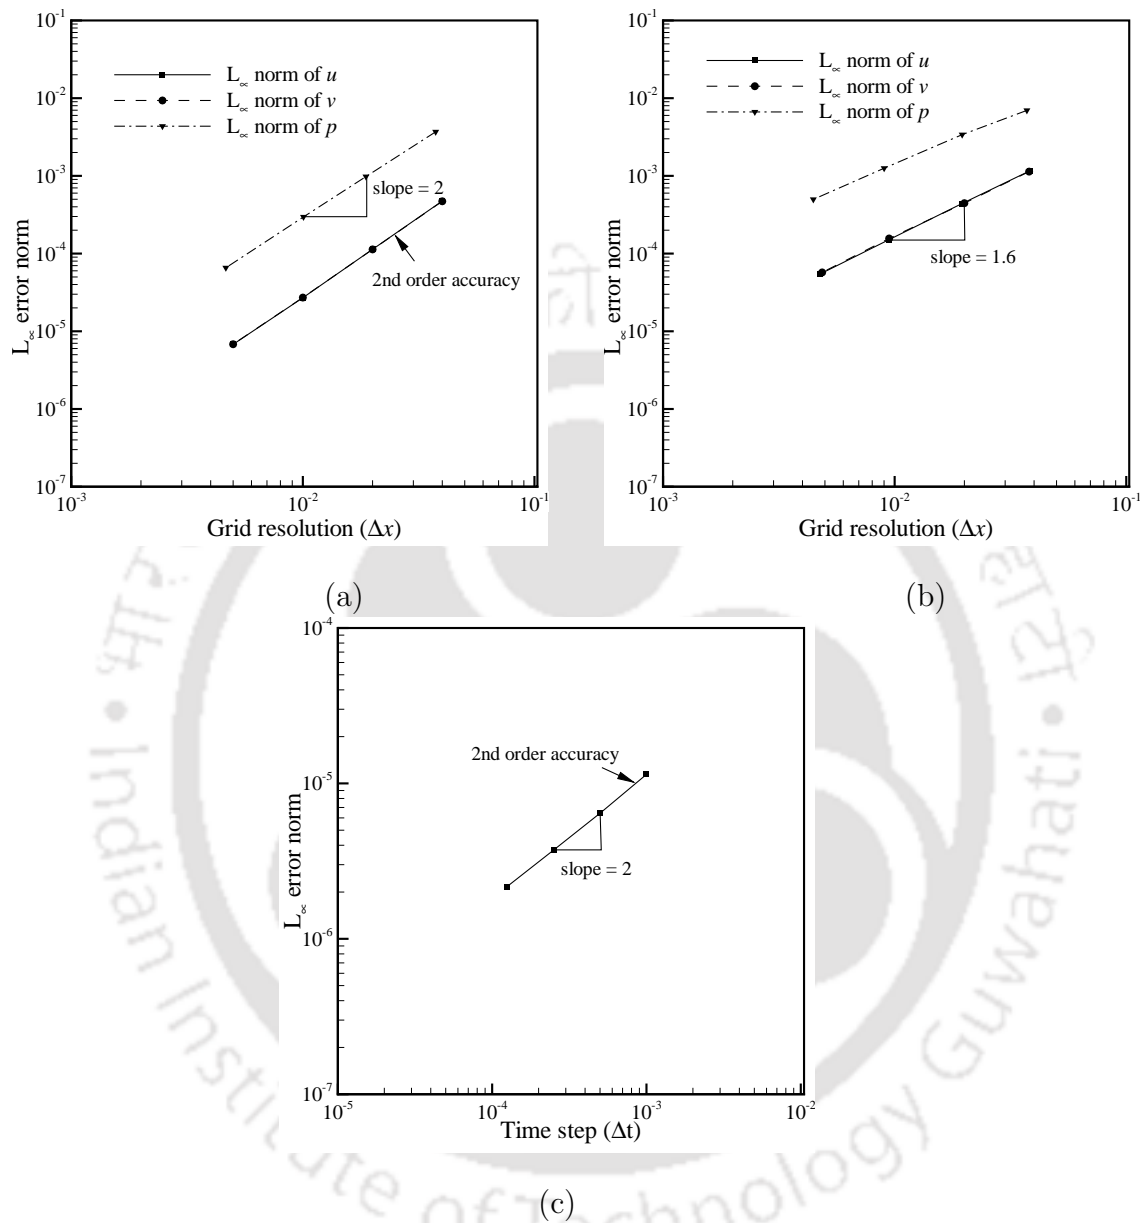 10-1
10-2
10-3
10-4
10-5
10-6
10-7
L∝ error norm
L∝ norm of u
L∝ norm of v
L∝ norm of p
slope = 2
2nd order accuracy
10-3
10-2
10-1
Grid resolution (Δx)
(a)
10-1
10-2
10-3
10-4
10-5
10-6
10-7
L∝ error norm
L∝ norm of u
L∝ norm of v
L∝ norm of p
slope = 1.6
10-3
10-2
10-1
Grid resolution (Δx)
(b)
10-4
10-5
10-6
10-7
L∝ error norm
2nd order accuracy
slope = 2
10-5
10-4
10-3
10-2
Time step (Δt)
(c)
Indian Institute of Technology Guwahati